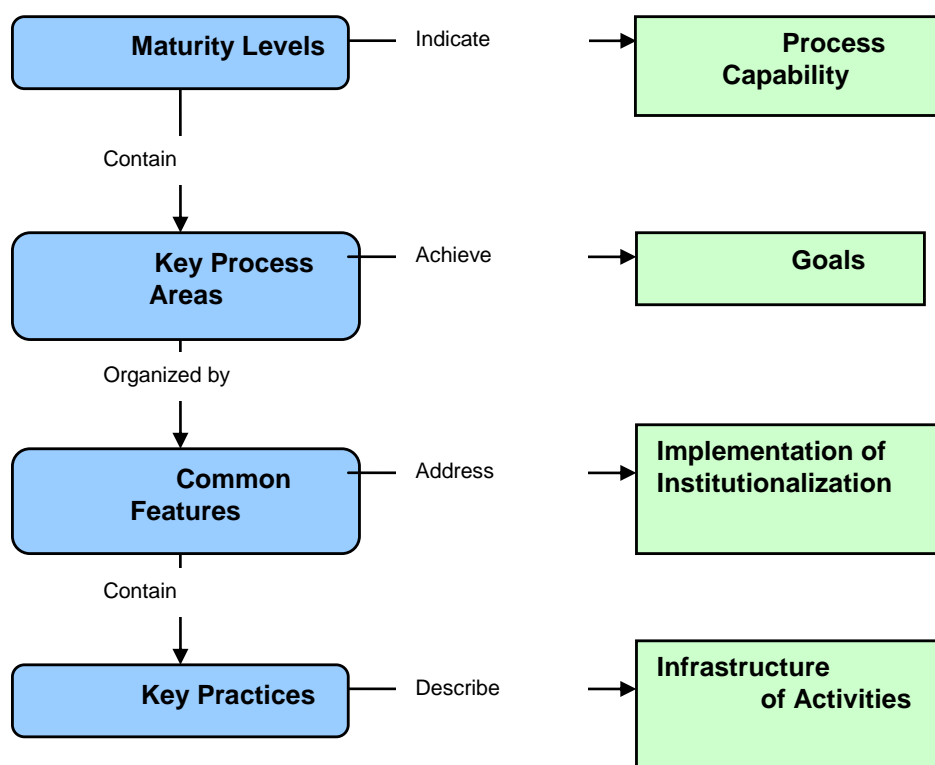 Maturity Levels
Indicate
Process
Capability
Contain
Key Process
Areas
Achieve
Goals
Organized by
Common
Features
Address
Implementation of
Institutionalization
Contain
Key Practices
Describe
Infrastructure
of Activities